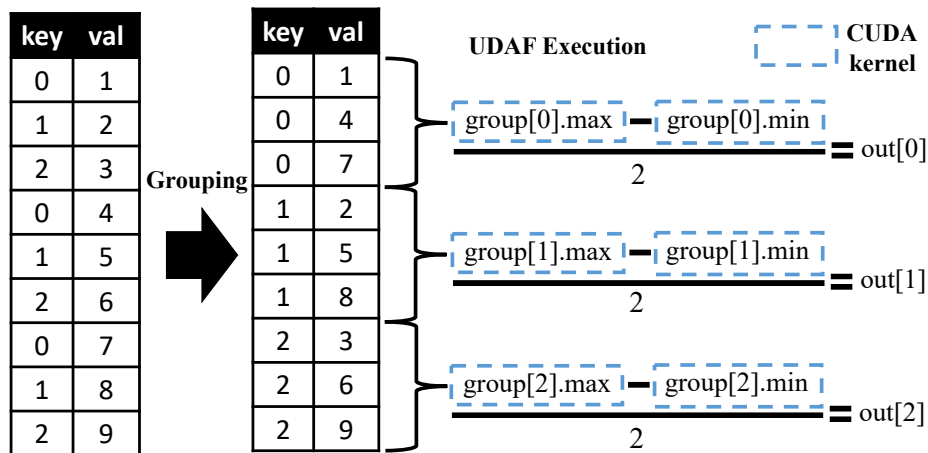 key val
0 1
1 2
2 3
0 4
1 5
2 6
0 7
1 8
2 9
Grouping
key val
0 1
0 4
0 7
1 2
1 5
1 8
2 3
2 6
2 9
UDAF Execution
CUDA
kernel
group[0].max - group[0].min
2
= out[0]
group[1].max - group[1].min
2
= out[1]
group[2].max - group[2].min
2
= out[2]